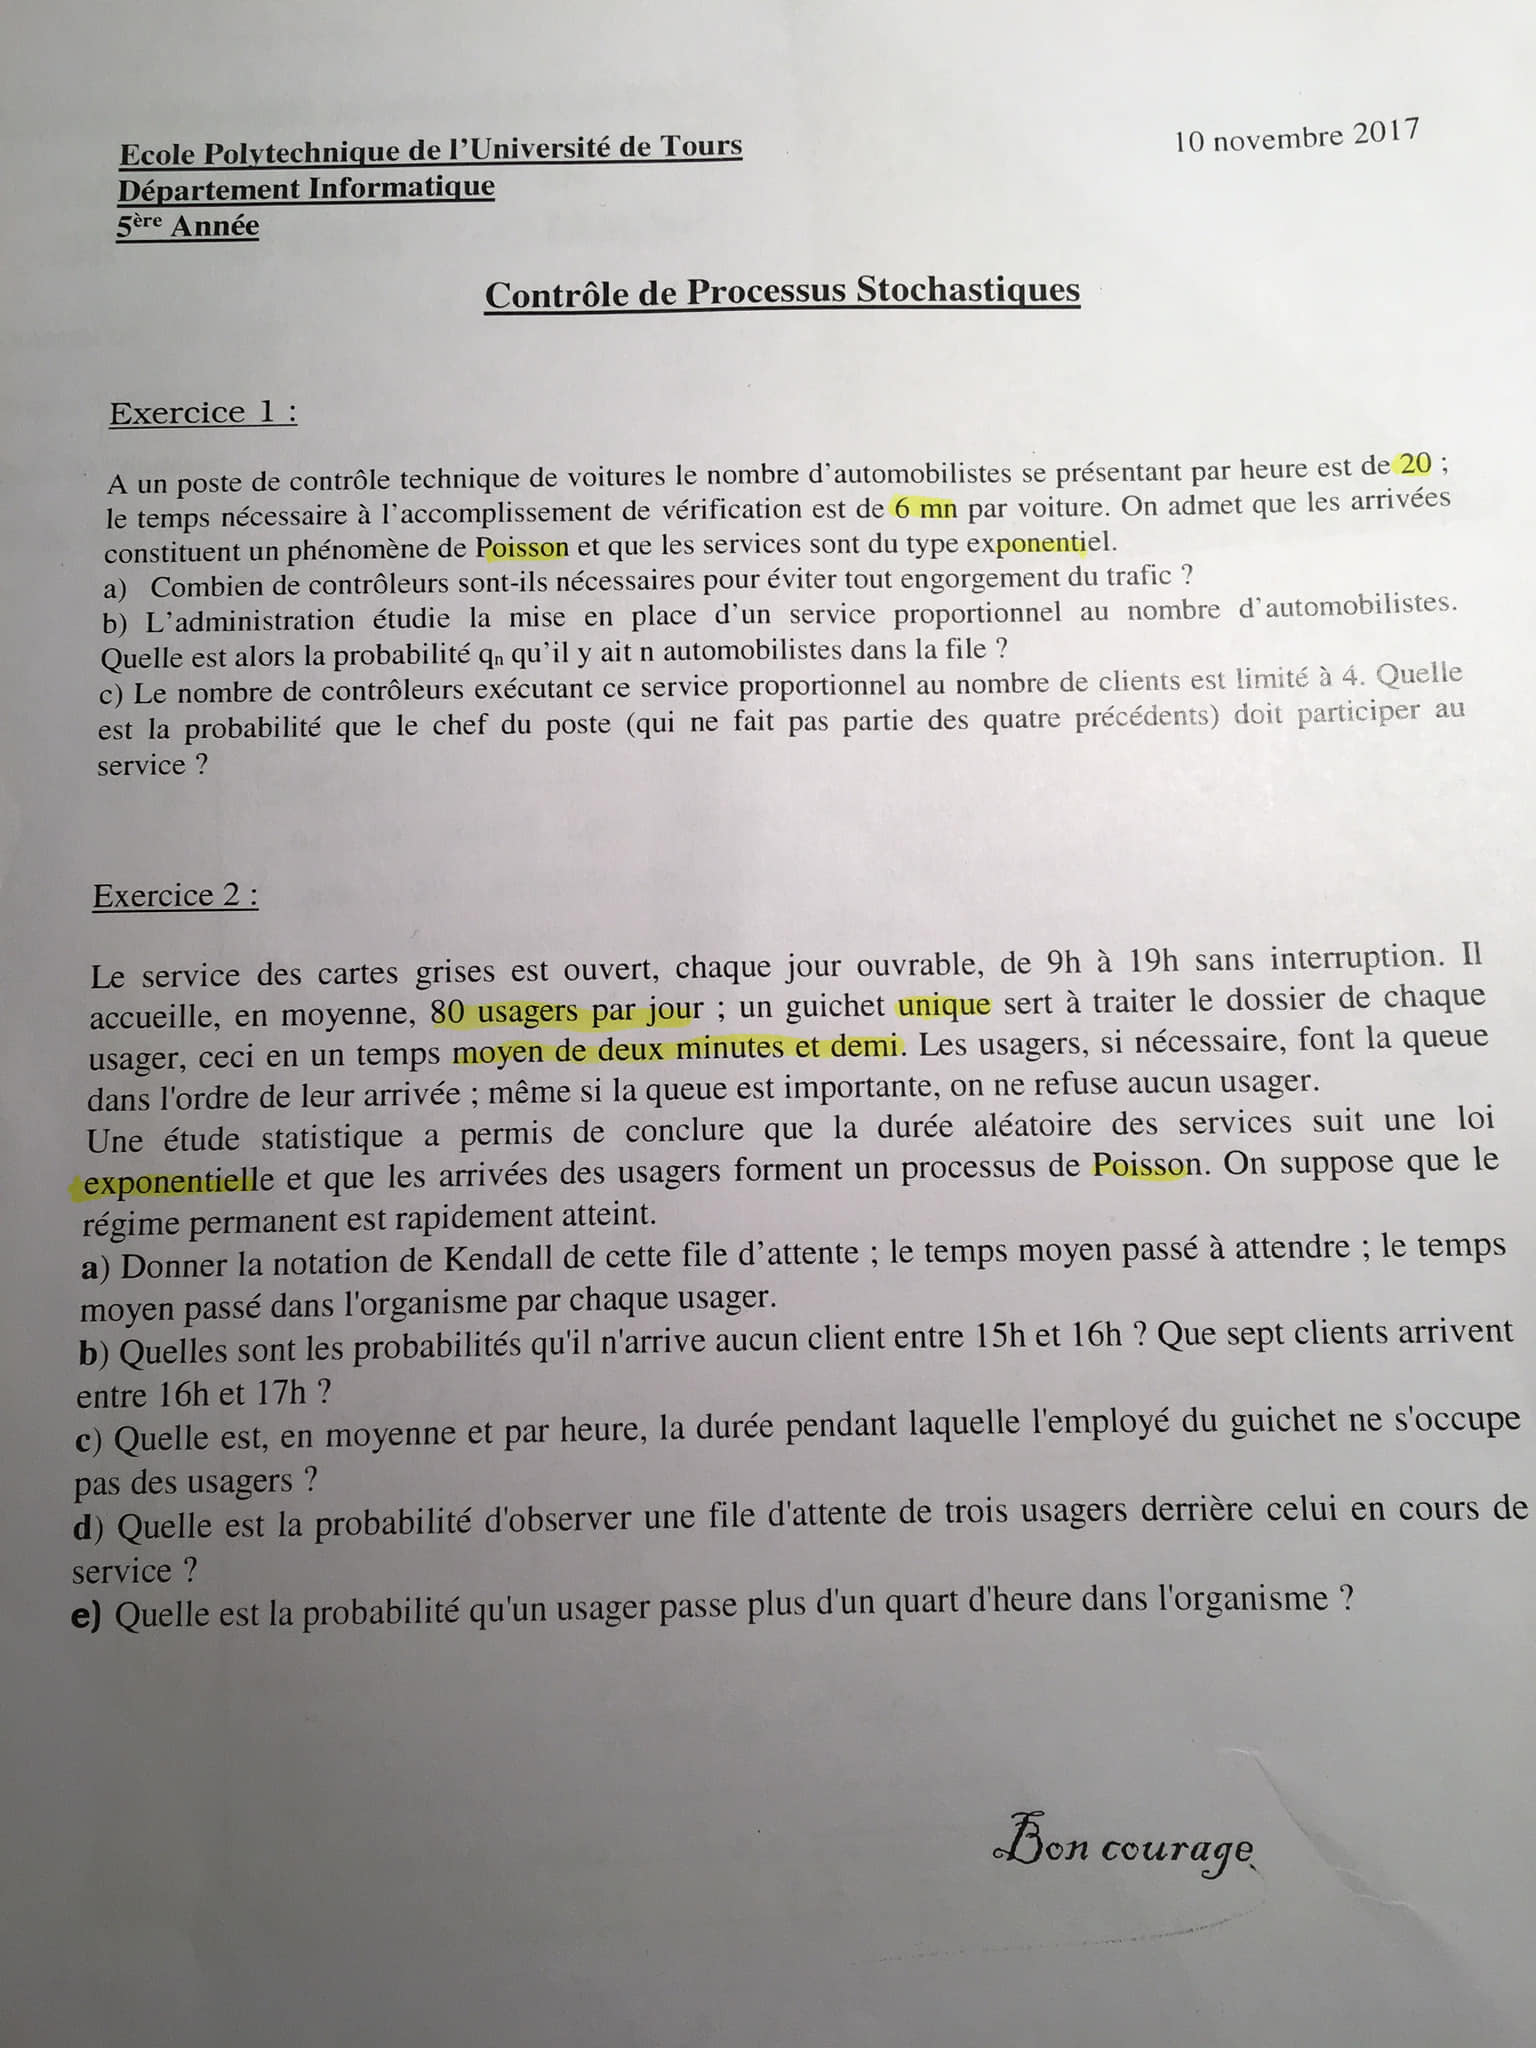 Ecole Polytechnique de l'Université de Tours
10 novembre 2017
Département Informatique
5ère Année
Contrôle de Processus Stochastiques
Exercice 1 :
A un poste de contrôle technique de voitures le nombre d'automobilistes se présentant par heure est de 20 ;
le temps nécessaire à l'accomplissement de vérification est de 6 mn par voiture. On admet que les arrivées
constituent un phénomène de Poisson et que les services sont du type exponentiel.
a) Combien de contrôleurs sont-ils nécessaires pour éviter tout engorgement du trafic ?
b) L'administration étudie la mise en place d'un service proportionnel au nombre d'automobilistes.
Quelle est alors la probabilité qn qu'il y ait n automobilistes dans la file ?
c) Le nombre de contrôleurs exécutant ce service proportionnel au nombre de clients est limité à 4. Quelle
est la probabilité que le chef du poste (qui ne fait pas partie des quatre précédents) doit participer au
service ?
Exercice 2 :
Le service des cartes grises est ouvert, chaque jour ouvrable, de 9h à 19h sans interruption. Il
accueille, en moyenne, 80 usagers par jour ; un guichet unique sert à traiter le dossier de chaque
usager, ceci en un temps moyen de deux minutes et demi. Les usagers, si nécessaire, font la queue
dans l'ordre de leur arrivée ; même si la queue est importante, on ne refuse aucun usager.
Une étude statistique a permis de conclure que la durée aléatoire des services suit une loi
exponentielle et que les arrivées des usagers forment un processus de Poisson. On suppose que le
régime permanent est rapidement atteint.
a) Donner la notation de Kendall de cette file d'attente ; le temps moyen passé à attendre ; le temps
moyen passé dans l'organisme par chaque usager.
b) Quelles sont les probabilités qu'il n'arrive aucun client entre 15h et 16h ? Que sept clients arrivent
entre 16h et 17h ?
c) Quelle est, en moyenne et par heure, la durée pendant laquelle l'employé du guichet ne s'occupe
pas des usagers ?
d) Quelle est la probabilité d'observer une file d'attente de trois usagers derrière celui en cours de
service ?
e) Quelle est la probabilité qu'un usager passe plus d'un quart d'heure dans l'organisme ?
Bon courage